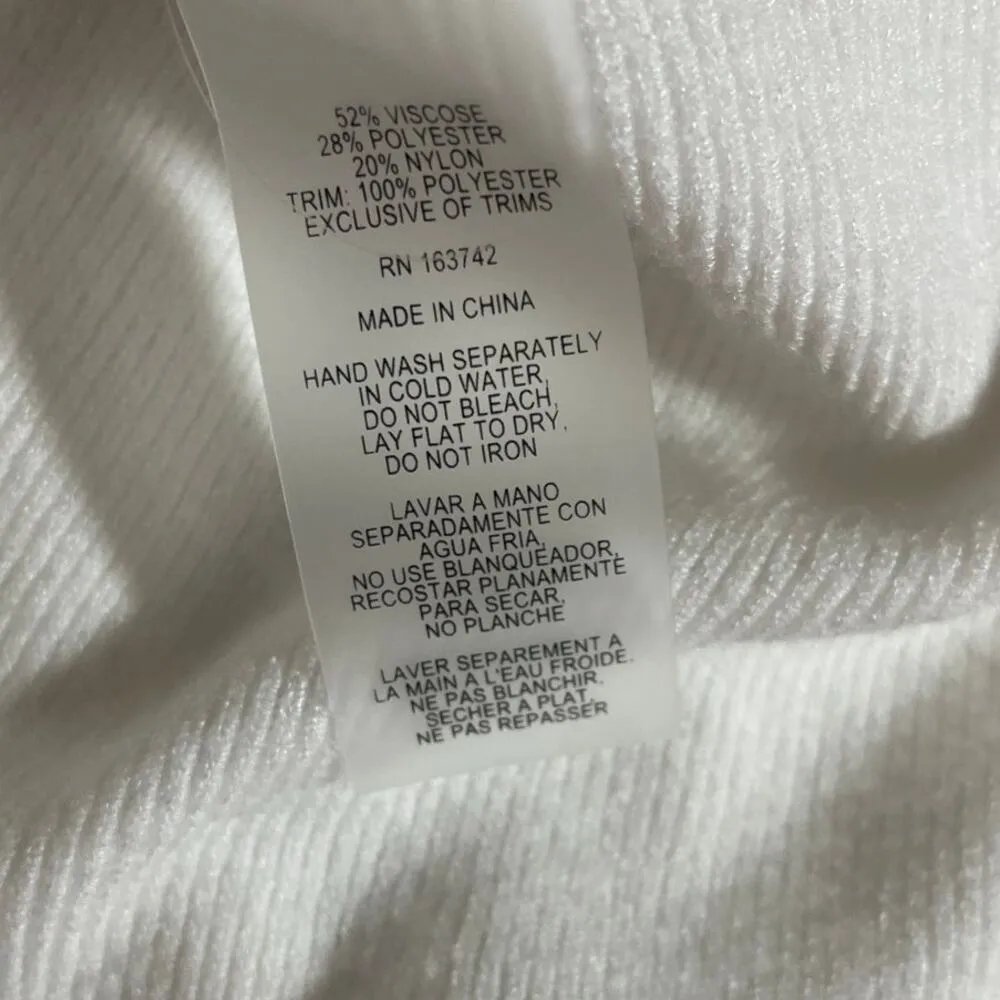 52% VISCOSE
28% POLYESTER
20% NYLON
TRIM: 100% POLYESTER
EXCLUSIVE OF TRIMS
RN 163742
MADE IN CHINA
HAND WASH SEPARATELY
IN COLD WATER,
DO NOT BLEACH,
LAY FLAT TO DRY,
DO NOT IRON
LAVAR A MANO
SEPARADAMENTE CON
AGUA FRIA,
NO USE BLANQUEADOR,
RECOSTAR PLANAMENTE
PARA SECAR,
NO PLANCHE
LAVER SEPAREMENT A
LA MAIN A L'EAU FROIDE.
NE PAS BLANCHIR.
SECHER A PLAT,
NE PAS REPASSER